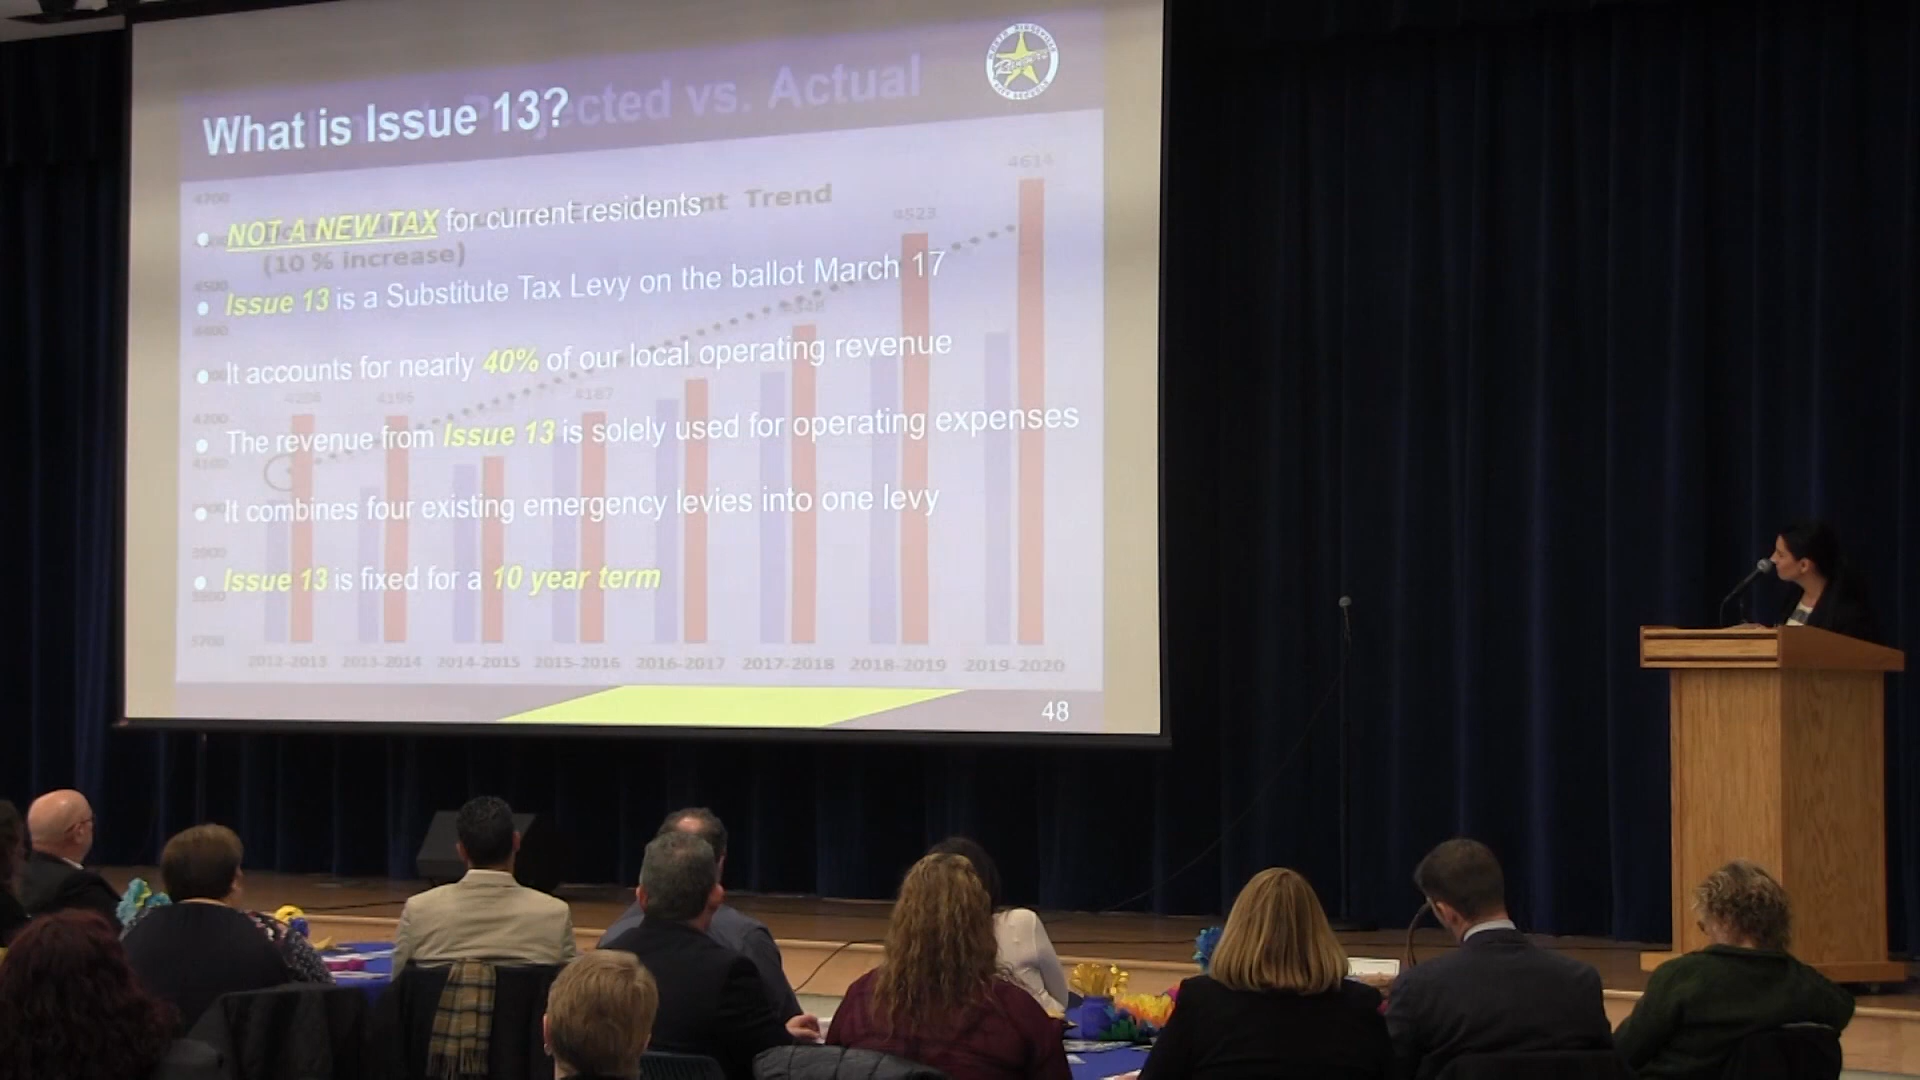 What is Issue 13?
Projected vs. Actual
NOT A NEW TAX for current residents
Trend
(10 % increase)
Issue 13 is a Substitute Tax Levy on the ballot March 17
It accounts for nearly 40% of our local operating revenue
The revenue from Issue 13 is solely used for operating expenses
It combines four existing emergency levies into one levy
Issue 13 is fixed for a 10 year term
4700
4200
4196
4187
4523
4614
2012-2013 2013-2014 2014-2015 2015-2016 2016-2017 2017-2018 2018-2019 2019-2020
48